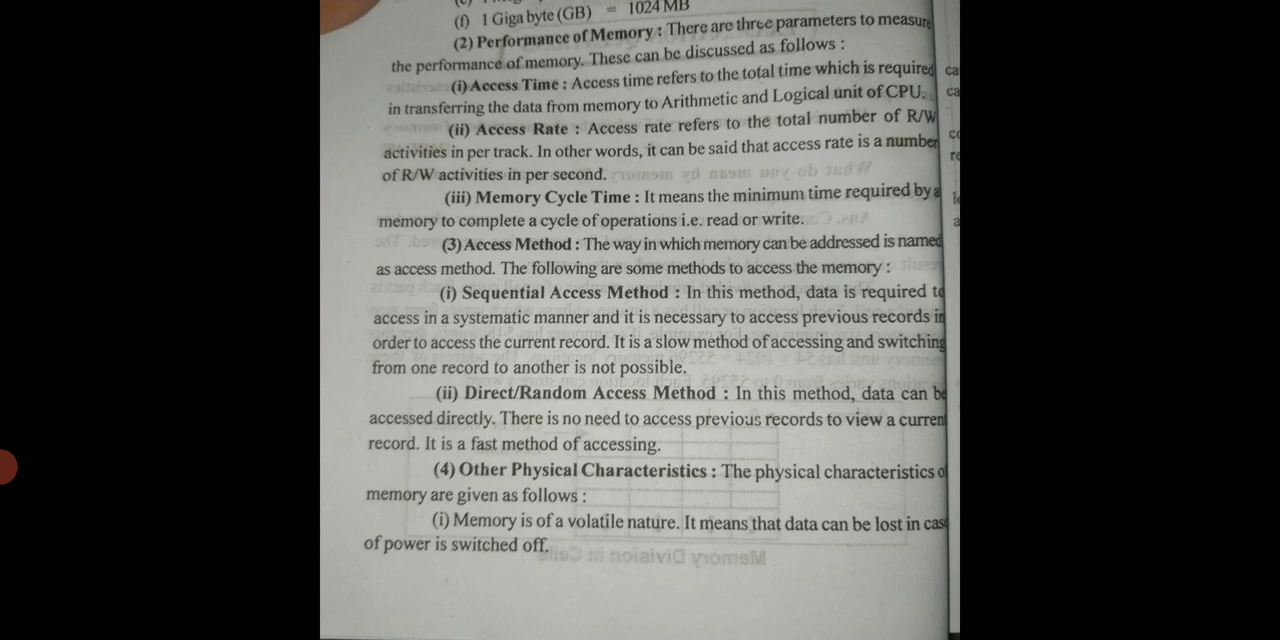 (f) 1 Giga byte (GB) = 1024 MB
(2) Performance of Memory : There are three parameters to measure
the performance of memory. These can be discussed as follows :
(i) Access Time : Access time refers to the total time which is required
in transferring the data from memory to Arithmetic and Logical unit of CPU.
(ii) Access Rate : Access rate refers to the total number of R/W
activities in per track. In other words, it can be said that access rate is a number
of R/W activities in per second.
(iii) Memory Cycle Time : It means the minimum time required by a
memory to complete a cycle of operations i.e. read or write.
(3) Access Method : The way in which memory can be addressed is named
as access method. The following are some methods to access the memory :
(i) Sequential Access Method : In this method, data is required to
access in a systematic manner and it is necessary to access previous records in
order to access the current record. It is a slow method of accessing and switching
from one record to another is not possible.
(ii) Direct/Random Access Method : In this method, data can be
accessed directly. There is no need to access previous records to view a curren
record. It is a fast method of accessing.
(4) Other Physical Characteristics : The physical characteristics o
memory are given as follows :
(i) Memory is of a volatile nature. It means that data can be lost in case
of power is switched off.